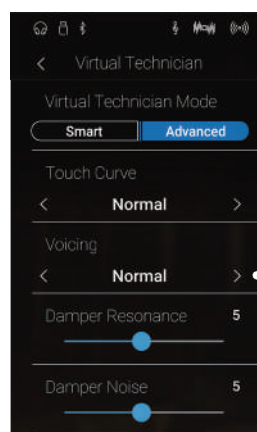 Virtual Technician
Virtual Technician Mode
Smart Advanced
Touch Curve
Normal
Voicing
Normal
Damper Resonance 5
Damper Noise 5